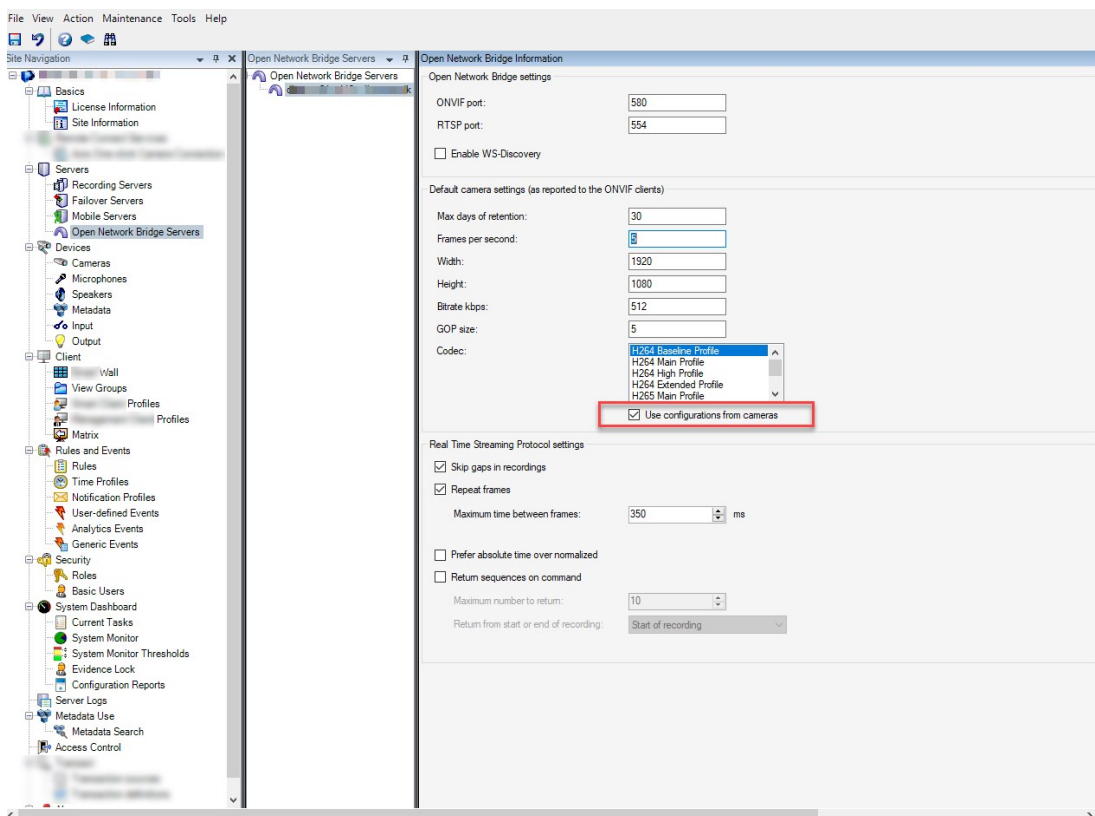 File View Action Maintenance Tools Help
Site Navigation
Basics
License Information
Site Information
Servers
Recording Servers
Failover Servers
Mobile Servers
Open Network Bridge Servers
Devices
Cameras
Microphones
Speakers
Metadata
Input
Output
Client
Wall
View Groups
Profiles
Profiles
Matrix
Rules and Events
Rules
Time Profiles
Notification Profiles
User-defined Events
Analytics Events
Generic Events
Security
Roles
Basic Users
System Dashboard
Current Tasks
System Monitor
System Monitor Thresholds
Evidence Lock
Configuration Reports
Server Logs
Metadata Use
Metadata Search
Access Control
Open Network Bridge Servers
Open Network Bridge Servers
Open Network Bridge Information
Open Network Bridge settings
ONVIF port: 580
RTSP port: 554
Enable WS-Discovery
Default camera settings (as reported to the ONVIF clients)
Max days of retention: 30
Frames per second: 5
Width: 1920
Height: 1080
Bitrate kbps: 512
GOP size: 5
Codec: H264 Baseline Profile
H264 Main Profile
H264 High Profile
H264 Extended Profile
H265 Main Profile
Use configurations from cameras
Real Time Streaming Protocol settings
Skip gaps in recordings
Repeat frames
Maximum time between frames: 350 ms
Prefer absolute time over normalized
Return sequences on command
Maximum number to return: 10
Return from start or end of recording: Start of recording